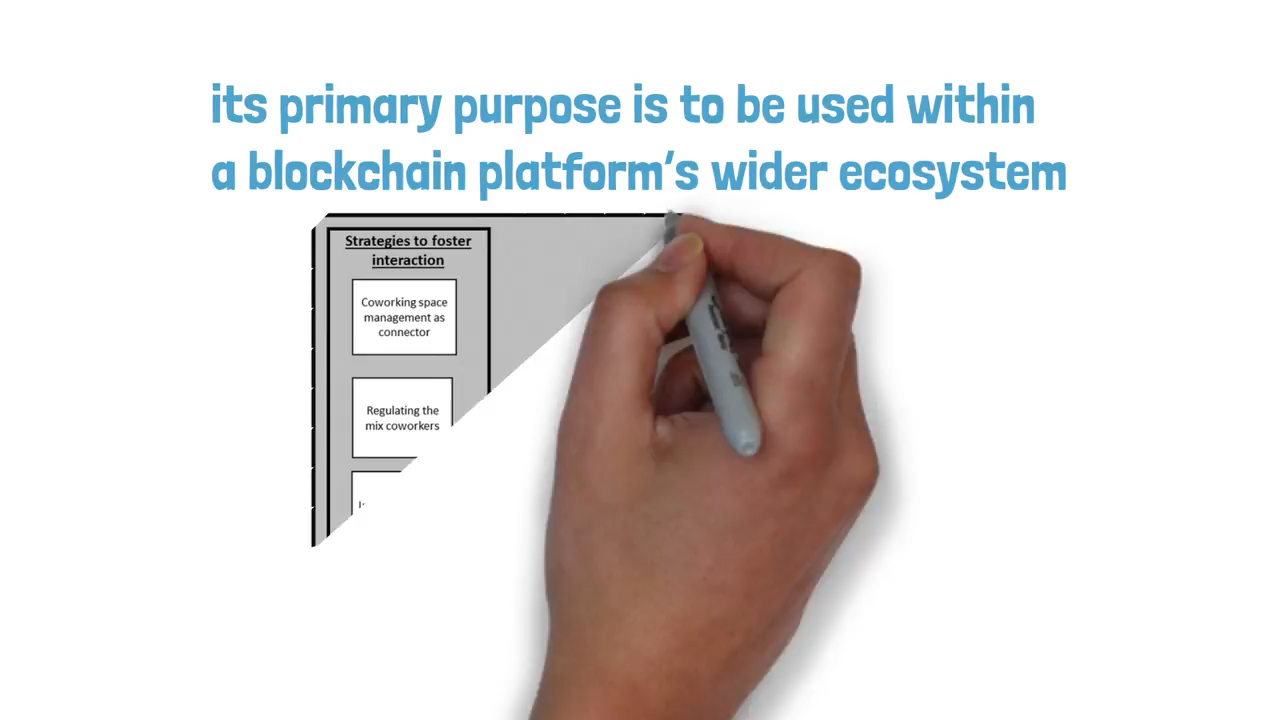 its primary purpose is to be used within
a blockchain platform's wider ecosystem
Strategies to foster
interaction
Coworking space
management as
connector
Regulating the
mix coworkers